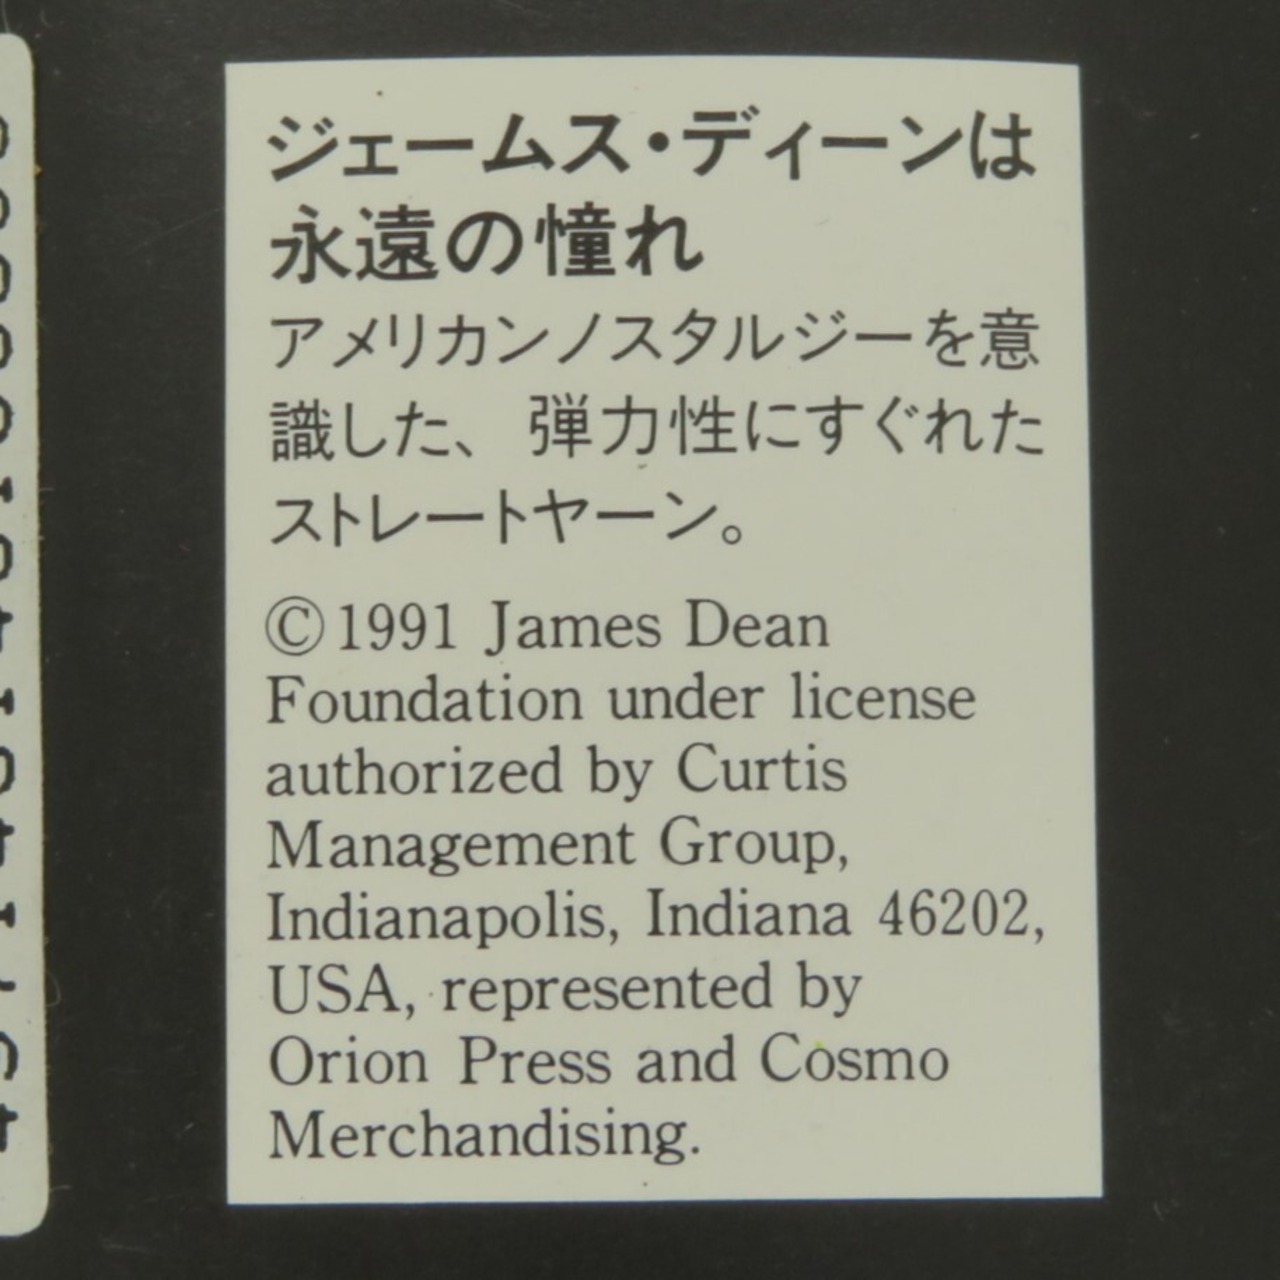 ジェームス・ディーンは
永遠の憧れ
アメリカンノスタルジーを意
識した、弾力性にすぐれた
ストレートヤーン。
©1991 James Dean
Foundation under license
authorized by Curtis
Management Group,
Indianapolis, Indiana 46202,
USA, represented by
Orion Press and Cosmo
Merchandising.